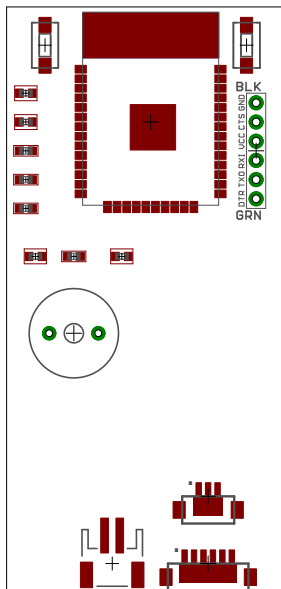 BLK
GND
CTS
VCC
RXI
TXO
DTR
GRN